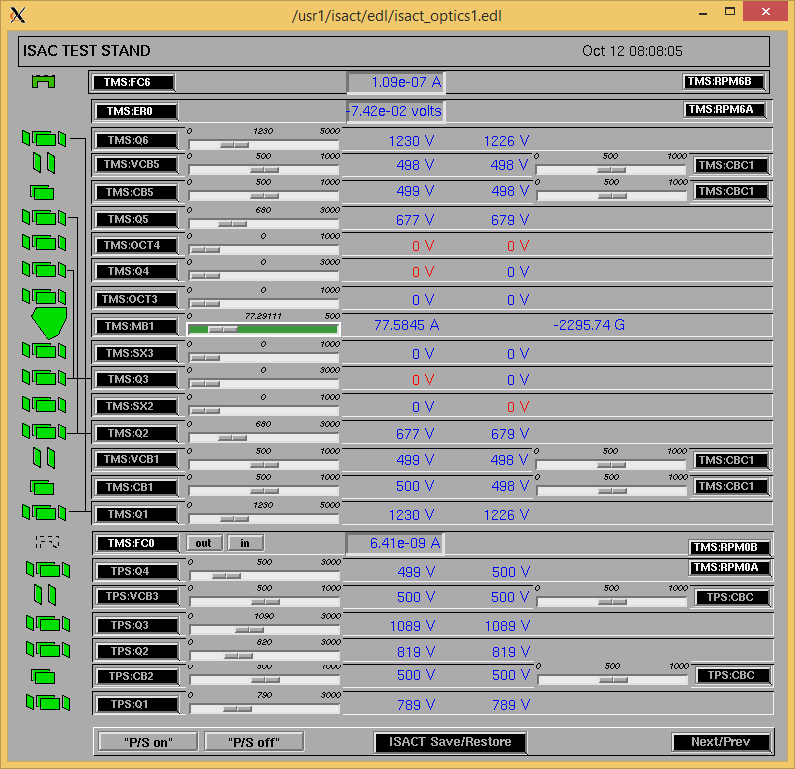 /usr1/isact/edl/isact_optics1.edl
ISAC TEST STAND Oct 12 08:08:05
TMS:FC6 1.09e-07 A TMS:RPM6B
TMS:ER0 -7.42e-02 volts TMS:RPM6A
0 1230 5000
TMS:Q6 1230 V 1226 V
0 500 1000 0 500 1000
TMS:VCB5 498 V 498 V TMS:CBC1
0 500 1000 0 500 1000
TMS:CB5 499 V 498 V TMS:CBC1
0 680 3000
TMS:Q5 677 V 679 V
0 0 1000
TMS:OCT4 0 V 0 V
0 0 3000
TMS:Q4 0 V 0 V
0 0 1000
TMS:OCT3 0 V 0 V
0 77.29111 500
TMS:MB1 77.5845 A -2295.74 G
0 0 1000
TMS:SX3 0 V 0 V
0 0 3000
TMS:Q3 0 V 0 V
0 0 1000
TMS:SX2 0 V 0 V
0 680 3000
TMS:Q2 677 V 679 V
0 500 1000 0 500 1000
TMS:VCB1 499 V 498 V TMS:CBC1
0 500 1000 0 500 1000
TMS:CB1 500 V 498 V TMS:CBC1
0 1230 5000
TMS:Q1 1230 V 1226 V
TMS:FC0 out in 6.41e-09 A TMS:RPM0B
TMS:RPM0A
0 500 3000
TPS:Q4 499 V 500 V
0 500 1000 0 500 1000
TPS:VCB3 500 V 500 V TPS:CBC
0 1090 3000
TPS:Q3 1089 V 1089 V
0 820 3000
TPS:Q2 819 V 819 V
0 500 1000 0 500 1000
TPS:CB2 500 V 500 V TPS:CBC
0 790 3000
TPS:Q1 789 V 789 V
"P/S on" "P/S off" ISACT Save/Restore Next/Prev